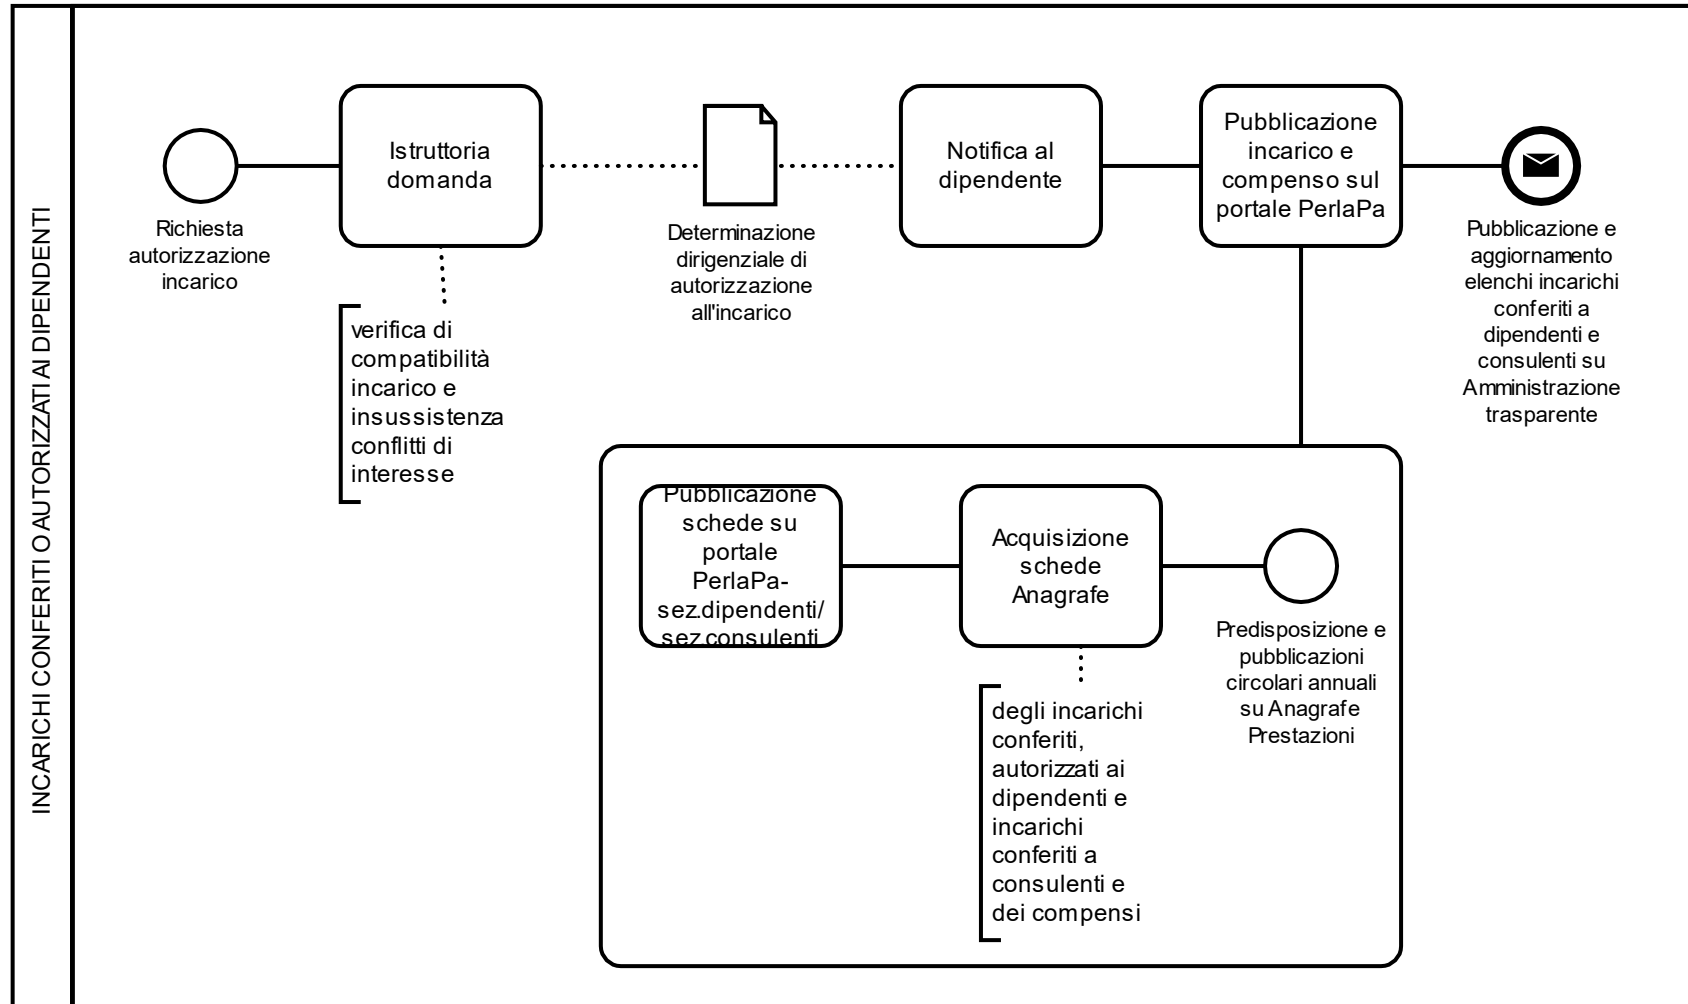 INCARICHI CONFERITI O AUTORIZZATI AI DIPENDENTI
Richiesta
autorizzazione
incarico
Istruttoria
domanda
verifica di
compatibilità
incarico e
insussistenza
conflitti di
interesse
Determinazione
dirigenziale di
autorizzazione
all'incarico
Notifica al
dipendente
Pubblicazione
incarico e
compenso sul
portale PerlaPa
Pubblicazione e
aggiornamento
elenchi incarichi
conferiti a
dipendenti e
consulenti su
Amministrazione
trasparente
Pubblicazione
schede su
portale
PerlaPa-
sez.dipendenti/
sez.consulenti
Acquisizione
schede
Anagrafe
degli incarichi
conferiti,
autorizzati ai
dipendenti e
incarichi
conferiti a
consulenti e
dei compensi
Predisposizione e
pubblicazioni
circolari annuali
su Anagrafe
Prestazioni